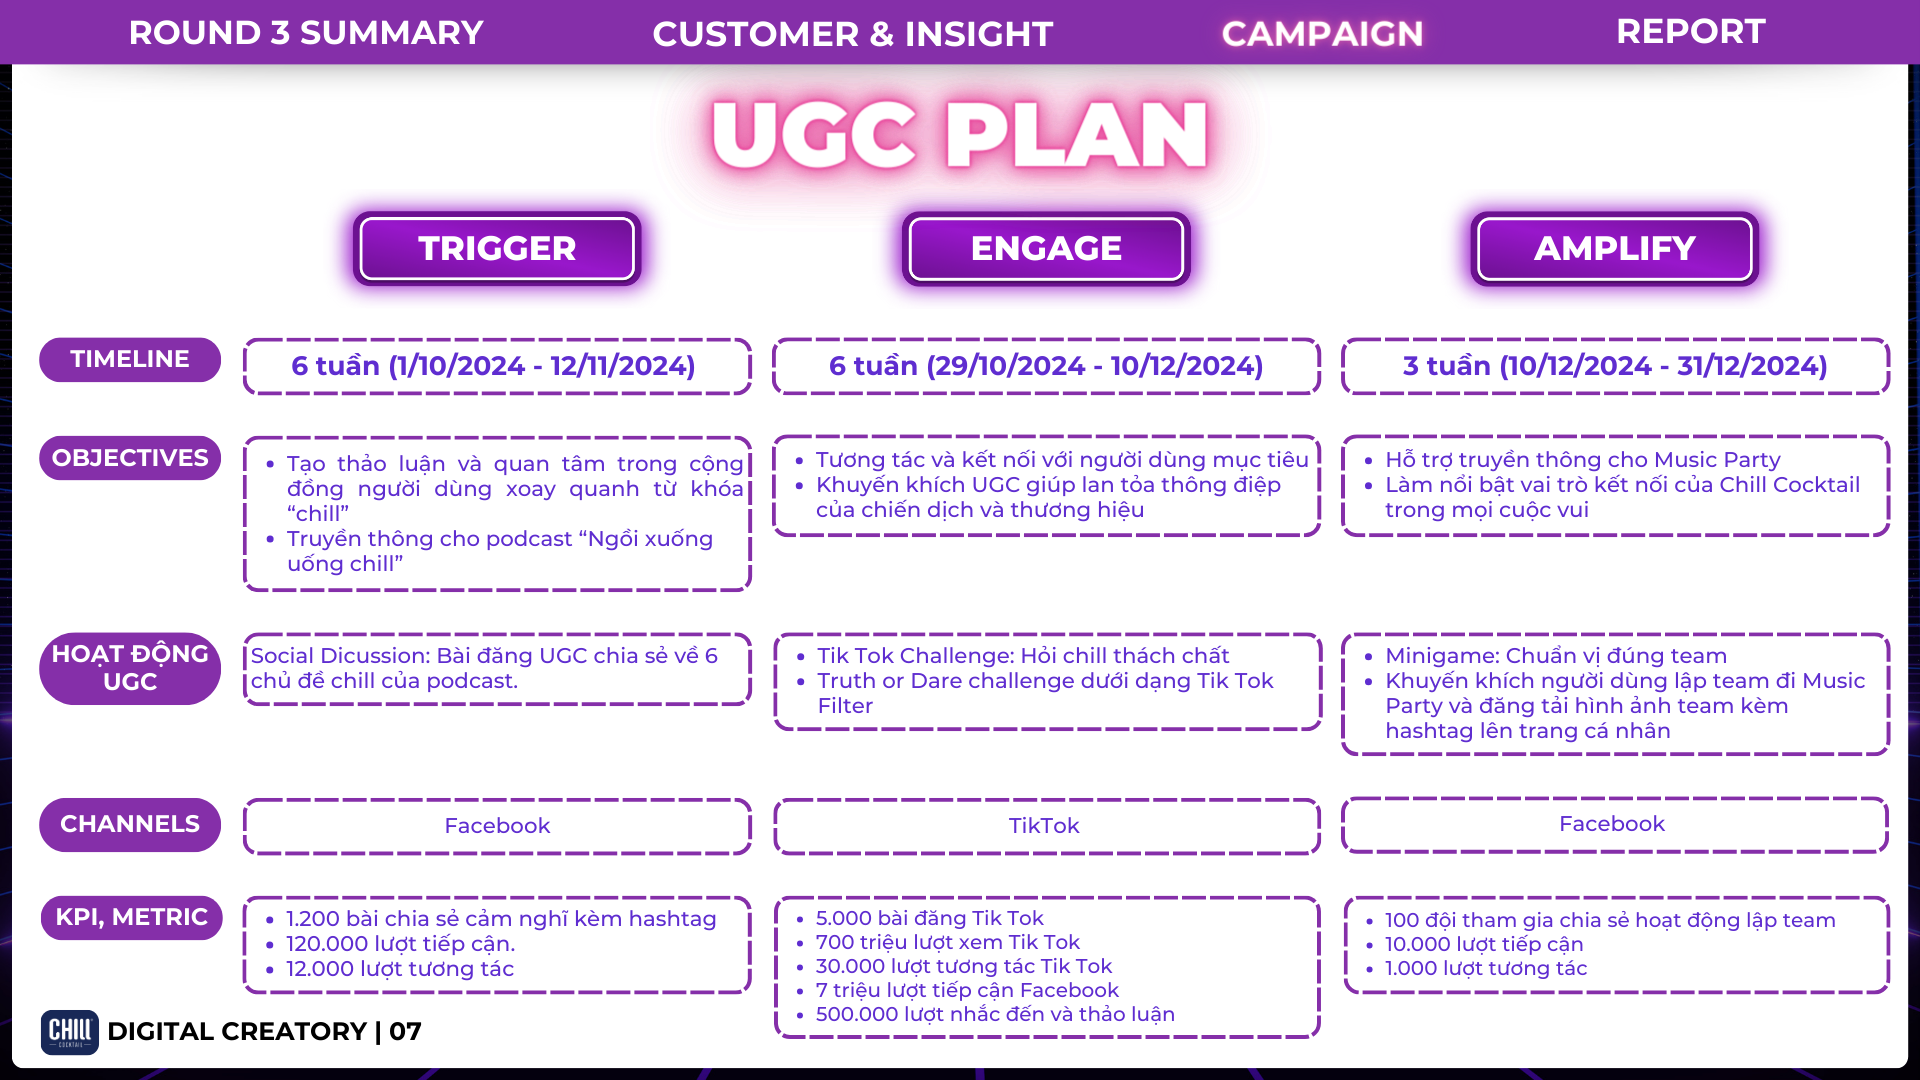 ROUND 3 SUMMARY
CUSTOMER & INSIGHT
CAMPAIGN
REPORT
UGC PLAN
TRIGGER
ENGAGE
AMPLIFY
TIMELINE
6 tuần (1/10/2024 - 12/11/2024)
6 tuần (29/10/2024 - 10/12/2024)
3 tuần (10/12/2024 - 31/12/2024)
OBJECTIVES
• Tạo thảo luận và quan tâm trong cộng
đồng người dùng xoay quanh từ khóa
“chill”
• Truyền thông cho podcast “Ngồi xuống
uống chill”
• Tương tác và kết nối với người dùng mục tiêu
• Khuyến khích UGC giúp lan tỏa thông điệp
của chiến dịch và thương hiệu
• Hỗ trợ truyền thông cho Music Party
• Làm nổi bật vai trò kết nối của Chill Cocktail
trong mọi cuộc vui
HOẠT ĐỘNG
UGC
Social Dicussion: Bài đăng UGC chia sẻ về 6
chủ đề chill của podcast.
• Tik Tok Challenge: Hỏi chill thách chất
• Truth or Dare challenge dưới dạng Tik Tok
Filter
• Minigame: Chuẩn vị đúng team
• Khuyến khích người dùng lập team đi Music
Party và đăng tải hình ảnh team kèm
hashtag lên trang cá nhân
CHANNELS
Facebook
TikTok
Facebook
KPI, METRIC
• 1.200 bài chia sẻ cảm nghĩ kèm hashtag
• 120.000 lượt tiếp cận.
• 12.000 lượt tương tác
• 5.000 bài đăng Tik Tok
• 700 triệu lượt xem Tik Tok
• 30.000 lượt tương tác Tik Tok
• 7 triệu lượt tiếp cận Facebook
• 500.000 lượt nhắc đến và thảo luận
• 100 đội tham gia chia sẻ hoạt động lập team
• 10.000 lượt tiếp cận
• 1.000 lượt tương tác
CHILL
COCKTAIL
DIGITAL CREATORY | 07